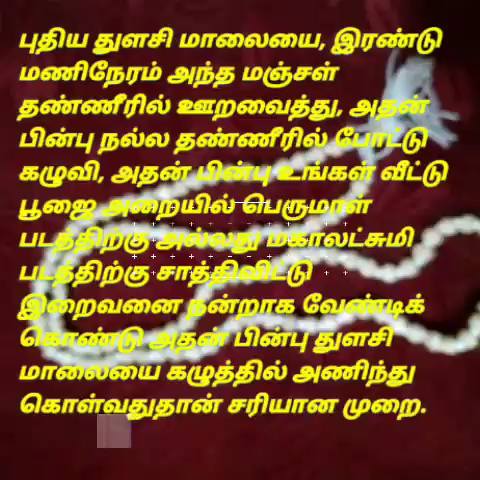 புதிய துளசி மாலையை, இரண்டு
மணிநேரம் அந்த மஞ்சள்
தண்ணீரில் ஊறவைத்து, அதன்
பின்பு நல்ல தண்ணீரில் போட்டு
கழுவி, அதன் பின்பு உங்கள் வீட்டு
பூஜை அறையில் பெருமாள்
படத்திற்கு அல்லது மகாலட்சுமி
படத்திற்கு சாத்திவிட்டு
இறைவனை நன்றாக வேண்டிக்
கொண்டு அதன் பின்பு துளசி
மாலையை கழுத்தில் அணிந்து
கொள்வதுதான் சரியான முறை.